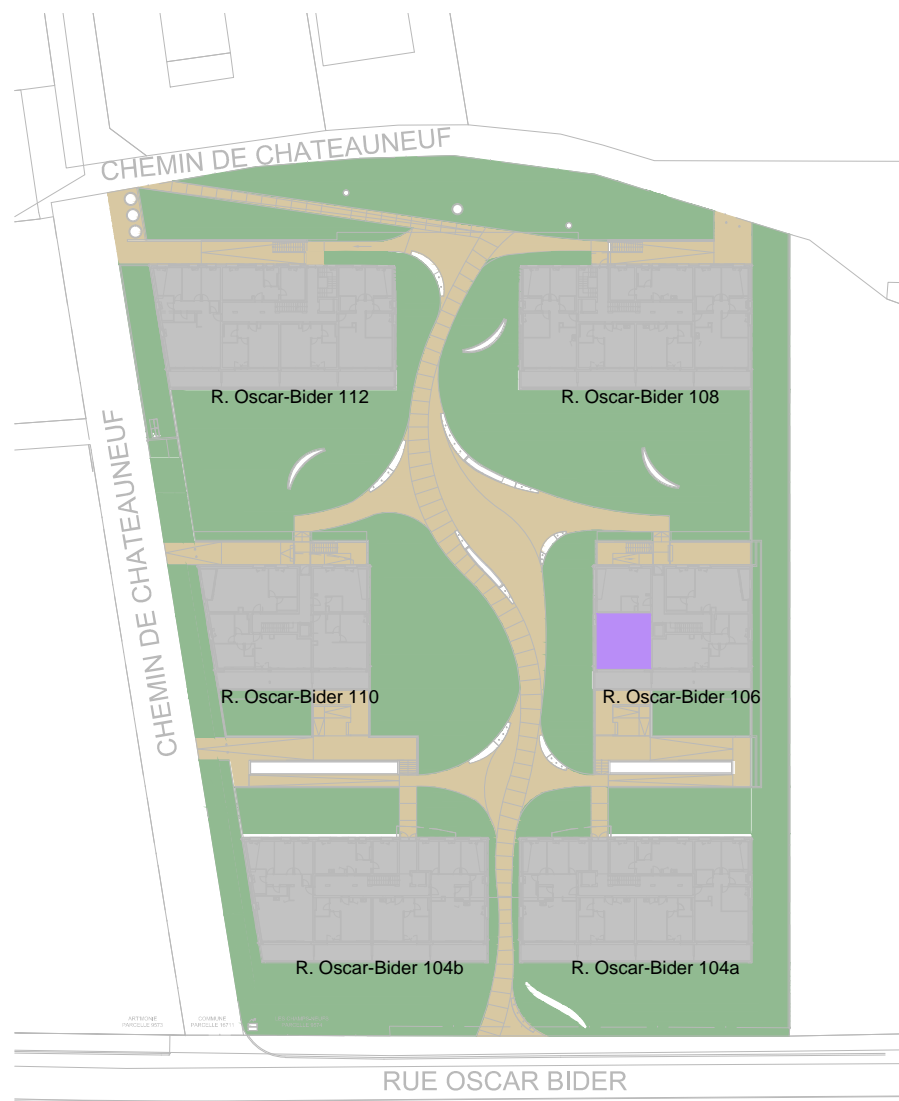 CHEMIN DE CHATEAUNEUF
R. Oscar-Bider 112
R. Oscar-Bider 108
CHEMIN DE CHATEAUNEUF
R. Oscar-Bider 110
R. Oscar-Bider 106
R. Oscar-Bider 104b
R. Oscar-Bider 104a
COMMUNE
RUE OSCAR BIDER